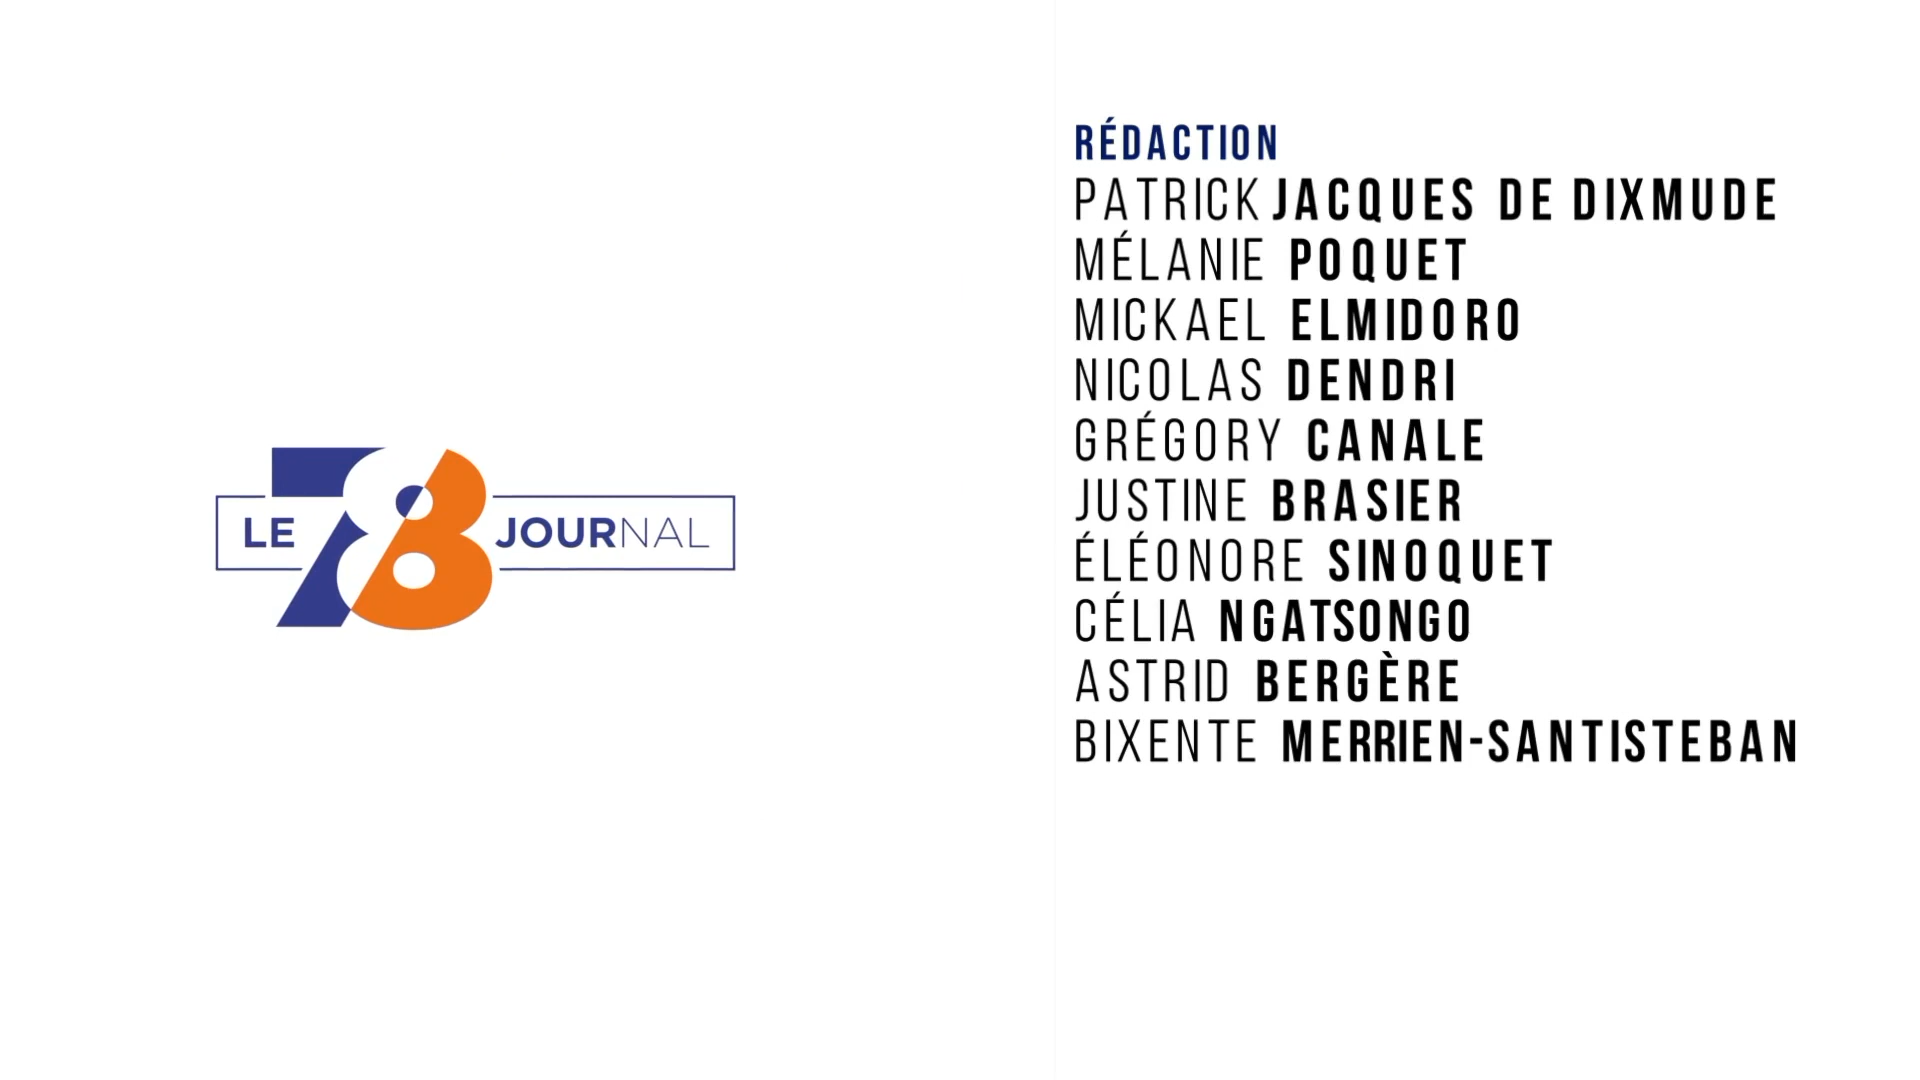 LE 78 JOURNAL
RÉDACTION
PATRICK JACQUES DE DIXMUDE
MÉLANIE POQUET
MICKAEL ELMIDORO
NICOLAS DENDRI
GRÉGORY CANALE
JUSTINE BRASIER
ÉLÉONORE SINOQUET
CÉLIA NGATSONGO
ASTRID BERGÈRE
BIXENTE MERRIEN-SANTISTEBAN